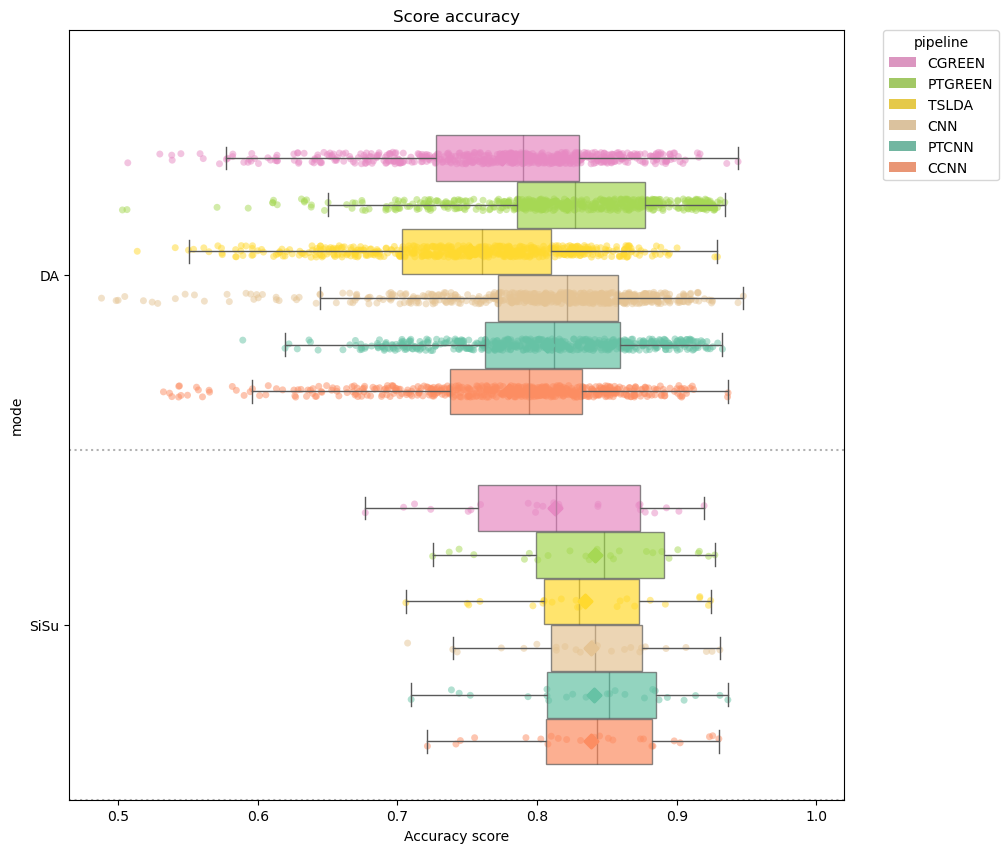 Score accuracy
pipeline
CGREEN
PTGREEN
TSLDA
CNN
PTCNN
CCNN
DA
mode
SiSu
0.5 0.6 0.7 0.8 0.9 1.0
Accuracy score